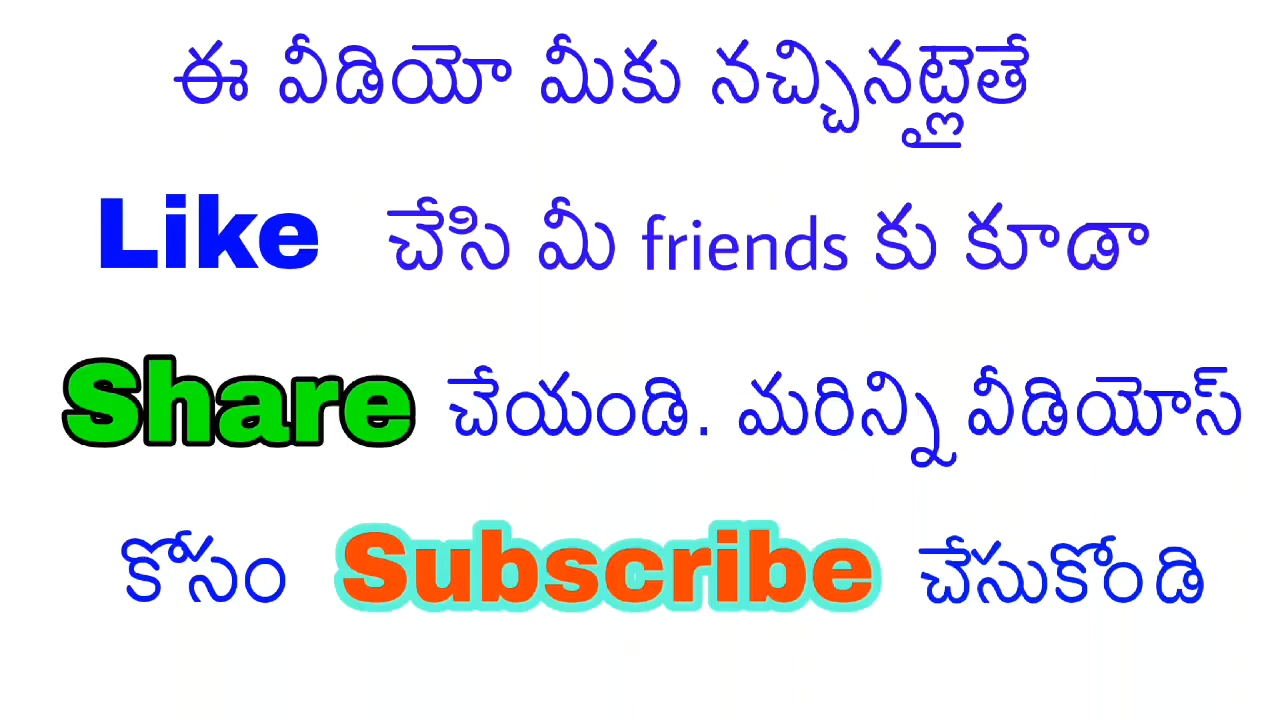 ఈ వీడియో మీకు నచ్చినట్లైతే
Like చేసి మీ friends కు కూడా
Share చేయండి. మరిన్ని వీడియోస్
కోసం Subscribe చేసుకోండి